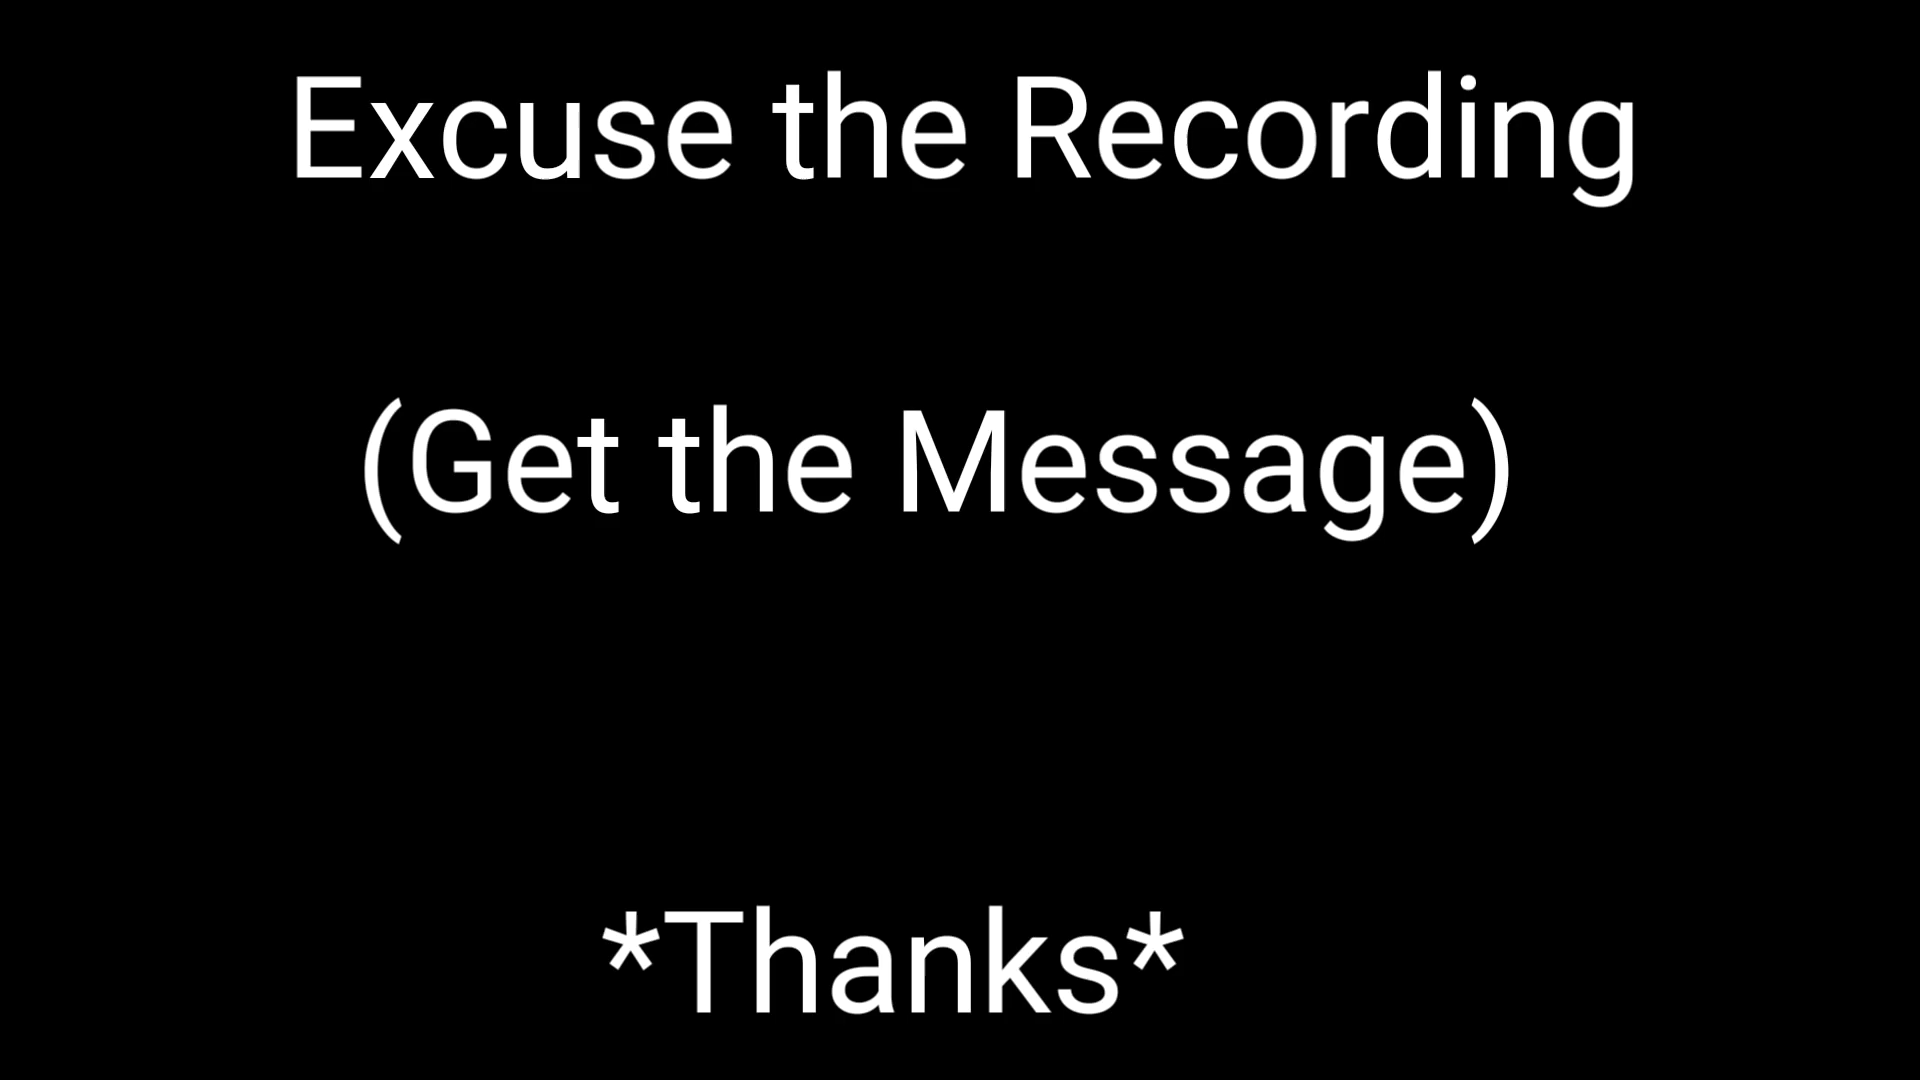 Excuse the Recording
(Get the Message)
*Thanks*